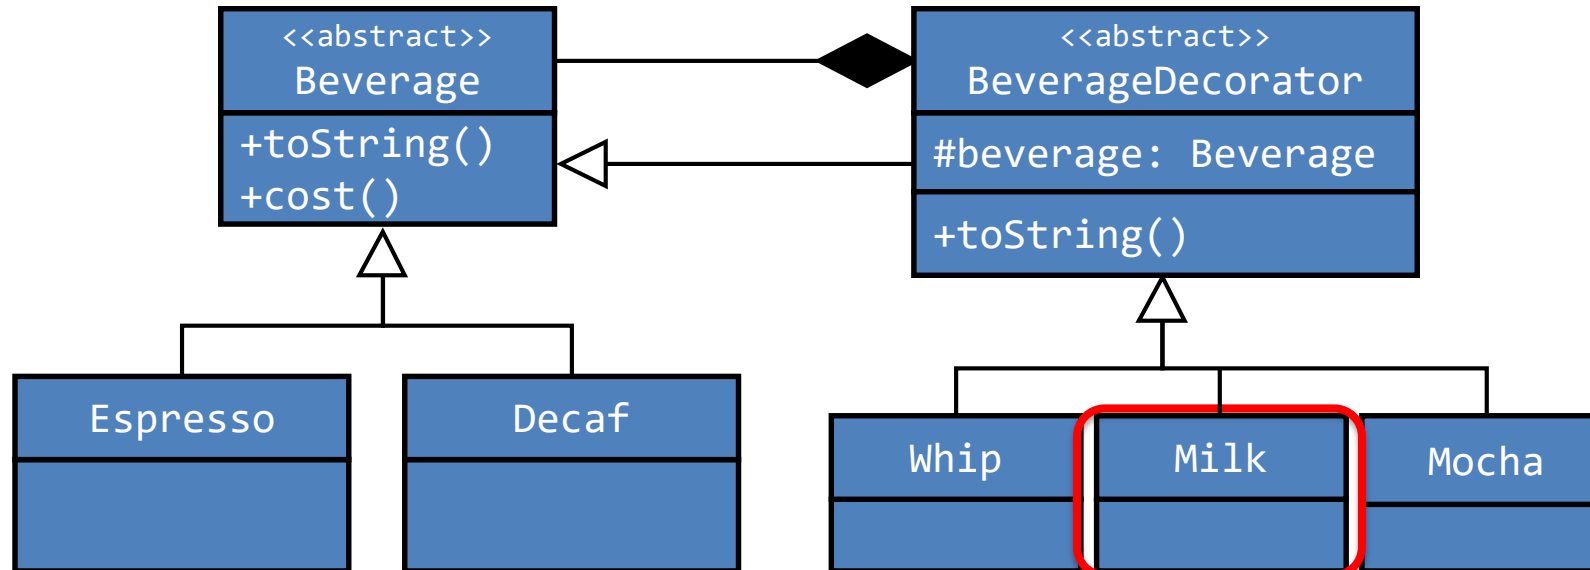 <<abstract>>
Beverage
+toString()
+cost()
<<abstract>>
BeverageDecorator
#beverage: Beverage
+toString()
Espresso
Decaf
Whip
Milk
Mocha